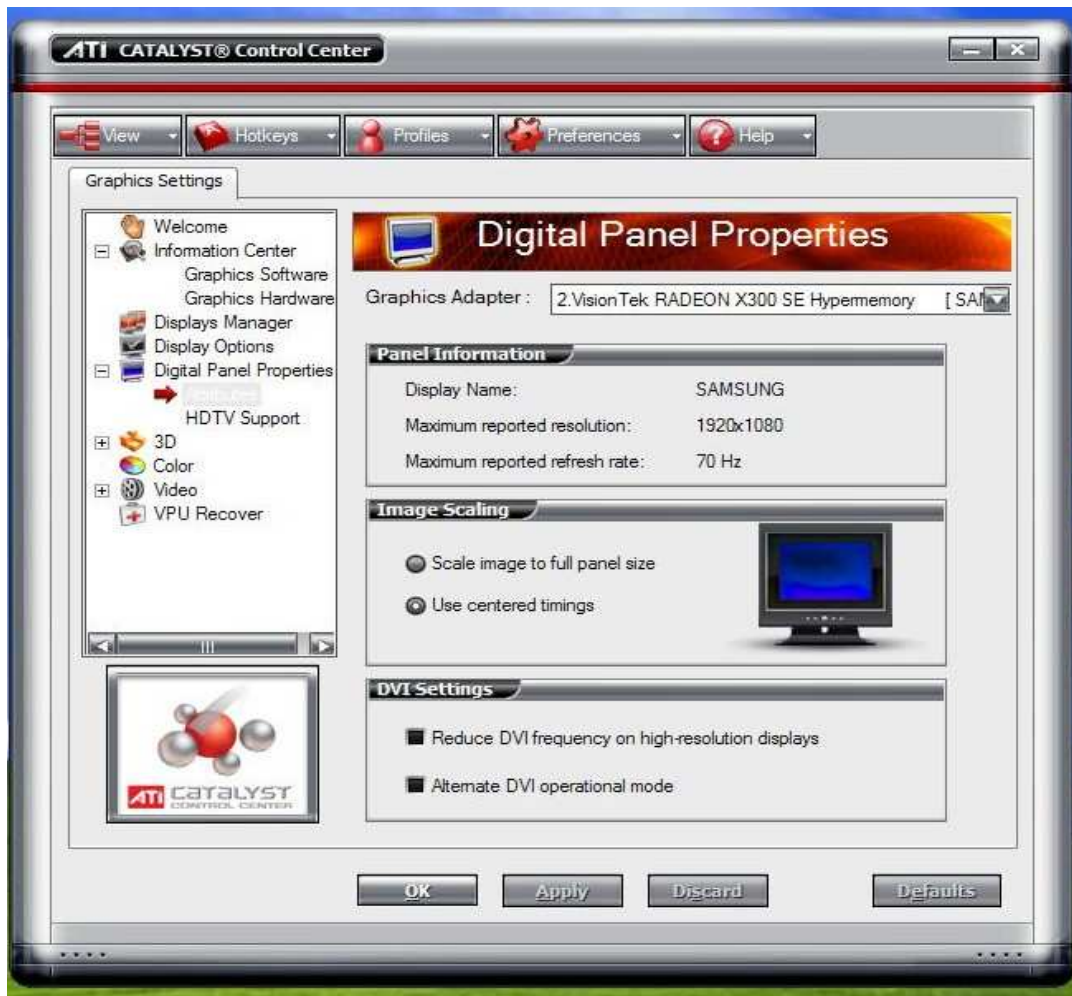 ATI CATALYST® Control Center
View
Hotkeys
Profiles
Preferences
Help
Graphics Settings
Welcome
Information Center
Graphics Software
Graphics Hardware
Displays Manager
Display Options
Digital Panel Properties
Attributes
HDTV Support
3D
Color
Video
VPU Recover
ATI CATALYST
CONTROL CENTER
Digital Panel Properties
Graphics Adapter : 2.VisionTek RADEON X300 SE Hypermemory [ SAM
Panel Information
Display Name: SAMSUNG
Maximum reported resolution: 1920x1080
Maximum reported refresh rate: 70 Hz
Image Scaling
Scale image to full panel size
Use centered timings
DVI Settings
Reduce DVI frequency on high-resolution displays
Alternate DVI operational mode
OK
Apply
Discard
Defaults